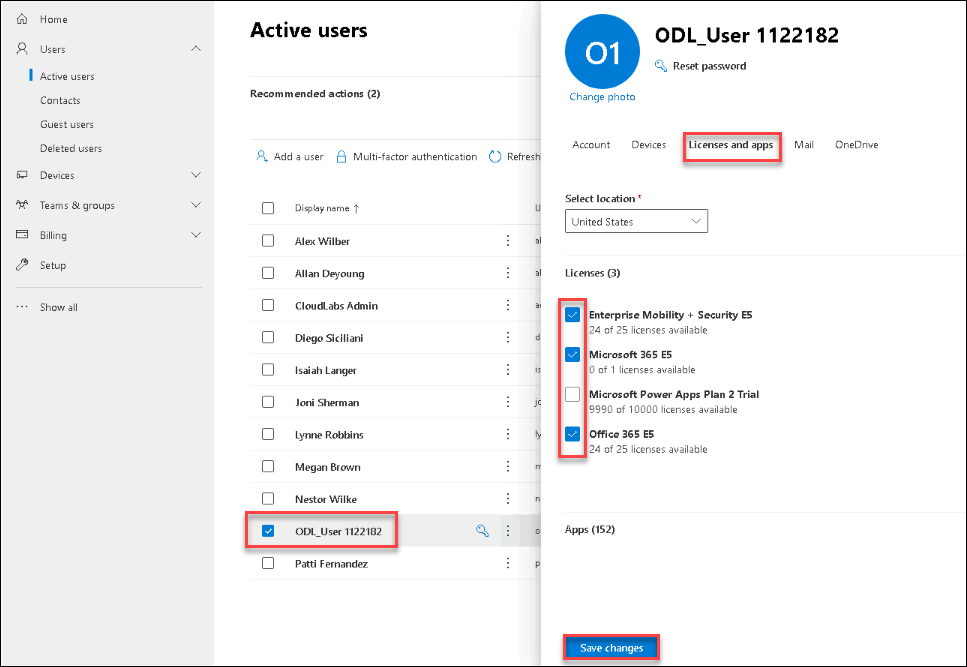 Home
Users
Active users
Contacts
Guest users
Deleted users
Devices
Teams & groups
Billing
Setup
Show all
Active users
Recommended actions (2)
Add a user
Multi-factor authentication
Refresh
Display name ↑
U
Alex Wilber
al
Allan Deyoung
al
CloudLabs Admin
Diego Siciliani
d
Isaiah Langer
is
Joni Sherman
jo
Lynne Robbins
ly
Megan Brown
m
Nestor Wilke
n
ODL_User 1122182
o
Patti Fernandez
p
O1
Change photo
ODL_User 1122182
Reset password
Account
Devices
Licenses and apps
Mail
OneDrive
Select location *
United States
Licenses (3)
Enterprise Mobility + Security E5
24 of 25 licenses available
Microsoft 365 E5
0 of 1 licenses available
Microsoft Power Apps Plan 2 Trial
9990 of 10000 licenses available
Office 365 E5
24 of 25 licenses available
Apps (152)
Save changes